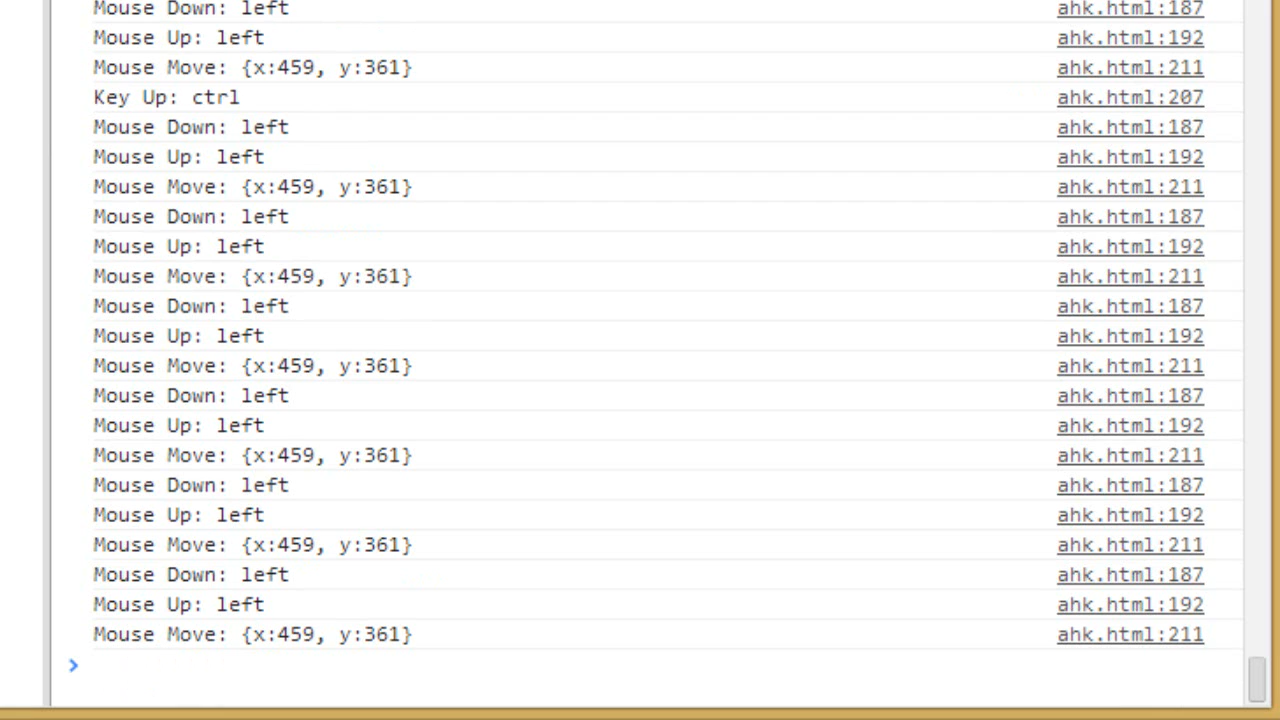 Mouse Down: left ahk.html:187
Mouse Up: left ahk.html:192
Mouse Move: {x:459, y:361} ahk.html:211
Key Up: ctrl ahk.html:207
Mouse Down: left ahk.html:187
Mouse Up: left ahk.html:192
Mouse Move: {x:459, y:361} ahk.html:211
Mouse Down: left ahk.html:187
Mouse Up: left ahk.html:192
Mouse Move: {x:459, y:361} ahk.html:211
Mouse Down: left ahk.html:187
Mouse Up: left ahk.html:192
Mouse Move: {x:459, y:361} ahk.html:211
Mouse Down: left ahk.html:187
Mouse Up: left ahk.html:192
Mouse Move: {x:459, y:361} ahk.html:211
Mouse Down: left ahk.html:187
Mouse Up: left ahk.html:192
Mouse Move: {x:459, y:361} ahk.html:211
Mouse Down: left ahk.html:187
Mouse Up: left ahk.html:192
Mouse Move: {x:459, y:361} ahk.html:211